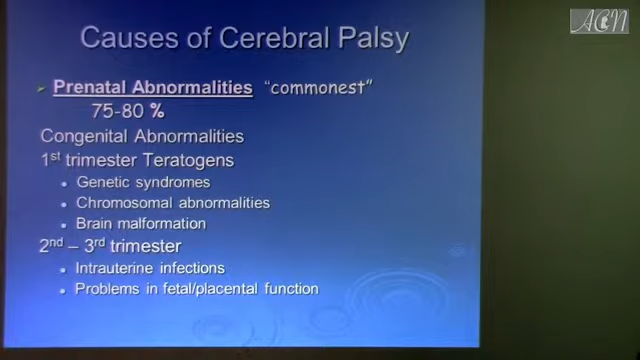 ACN
Causes of Cerebral Palsy
Prenatal Abnormalities "commonest"
75-80 %
Congenital Abnormalities
1st trimester Teratogens
Genetic syndromes
Chromosomal abnormalities
Brain malformation
2nd – 3rd trimester
Intrauterine infections
Problems in fetal/placental function